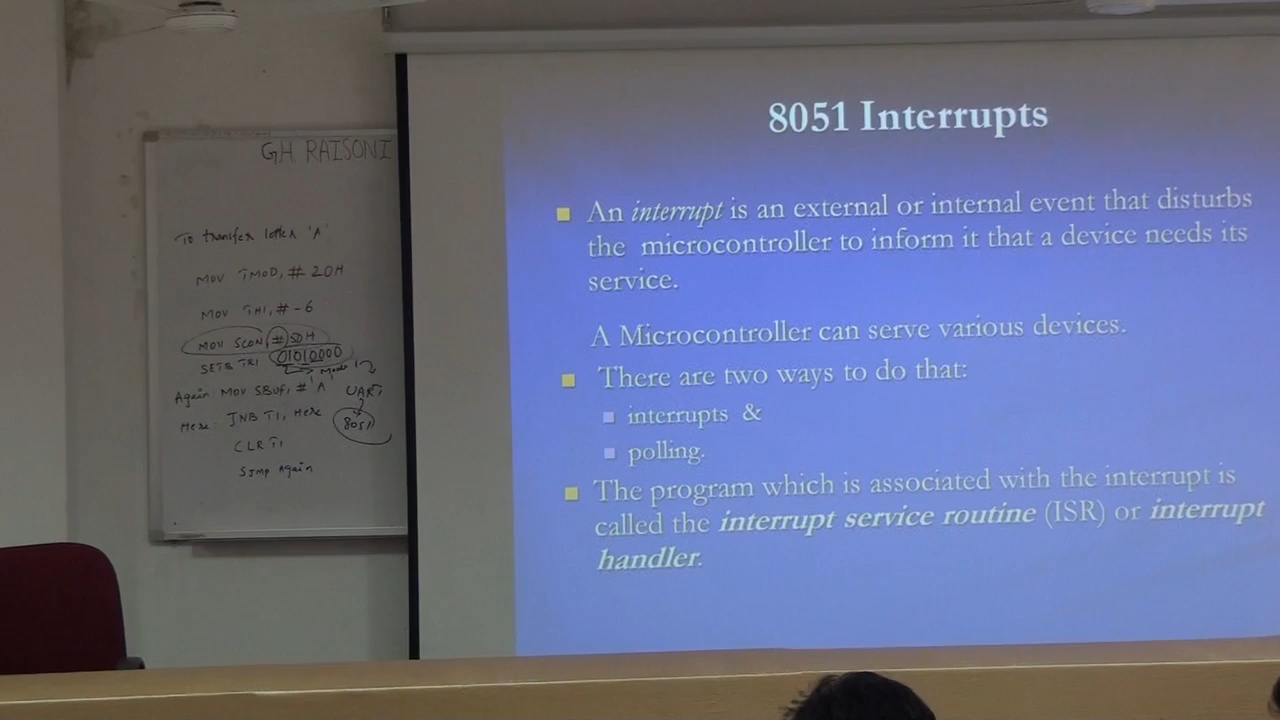 G.H. RAISONI
To transfer letter 'A'
MOV TMOD, # 20H
MOV TH1, # -6
MOV SCON, # 50H
SETB TR1 01010000
Mode 1
Again: MOV SBUF, # 'A' UART
Here: JNB TI, Here 8051
CLR TI
SJMP Again
8051 Interrupts
An interrupt is an external or internal event that disturbs
the microcontroller to inform it that a device needs its
service.
A Microcontroller can serve various devices.
There are two ways to do that:
interrupts &
polling.
The program which is associated with the interrupt is
called the interrupt service routine (ISR) or interrupt
handler.